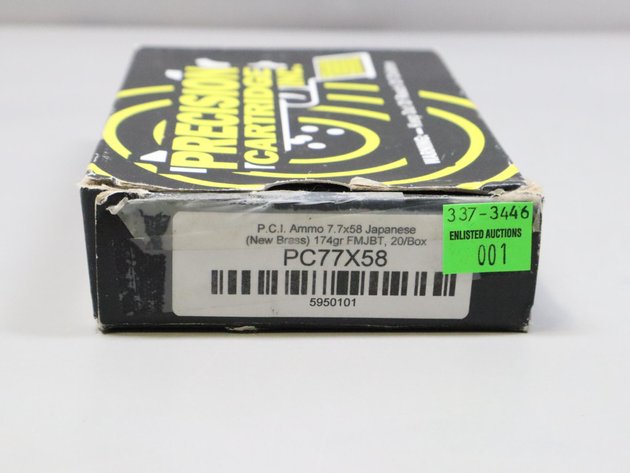 PRECISION
CARTRIDGE
INC.
WARNING
P.C.I. Ammo 7.7x58 Japanese
(New Brass) 174gr FMJBT, 20/Box
PC77X58
5950101
337-3446
ENLISTED AUCTIONS
001